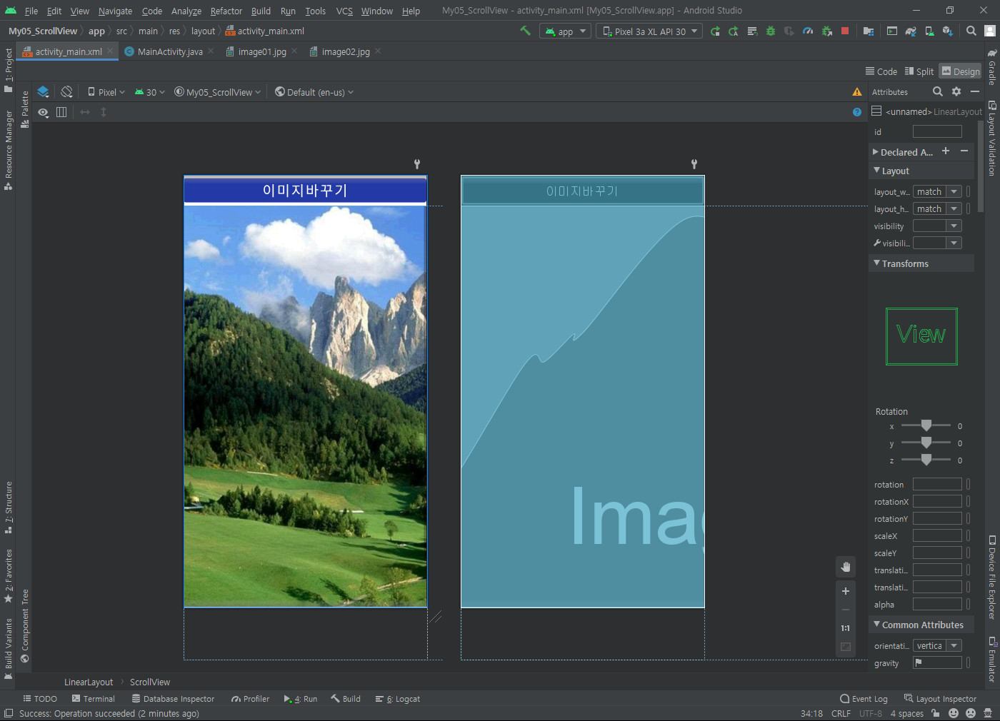 File Edit View Navigate Code Analyze Refactor Build Run Tools VCS Window Help My05_ScrollView - activity_main.xml [My05_ScrollView.app] - Android Studio
My05_ScrollView app src main res layout activity_main.xml app Pixel 3a XL API 30
activity_main.xml MainActivity.java image01.jpg image02.jpg
Code Split Design
Pixel 30 My05_ScrollView Default (en-us)
Attributes
<unnamed> LinearLayout
id
Declared A...
Layout
layout_w... match
layout_h... match
visibility
visibili...
Transforms
View
Rotation
x 0
y 0
z 0
rotation
rotationX
rotationY
scaleX
scaleY
translati...
translati...
alpha
Common Attributes
orientati... vertica
gravity
이미지바꾸기
이미지바꾸기
Imag
1:1
1: Project
Resource Manager
7: Structure
2: Favorites
Build Variants
Palette
Component Tree
Gradle
Layout Validation
Device File Explorer
Emulator
LinearLayout ScrollView
TODO Terminal Database Inspector Profiler 4: Run Build 6: Logcat Event Log Layout Inspector
Success: Operation succeeded (2 minutes ago) 34:18 CRLF UTF-8 4 spaces